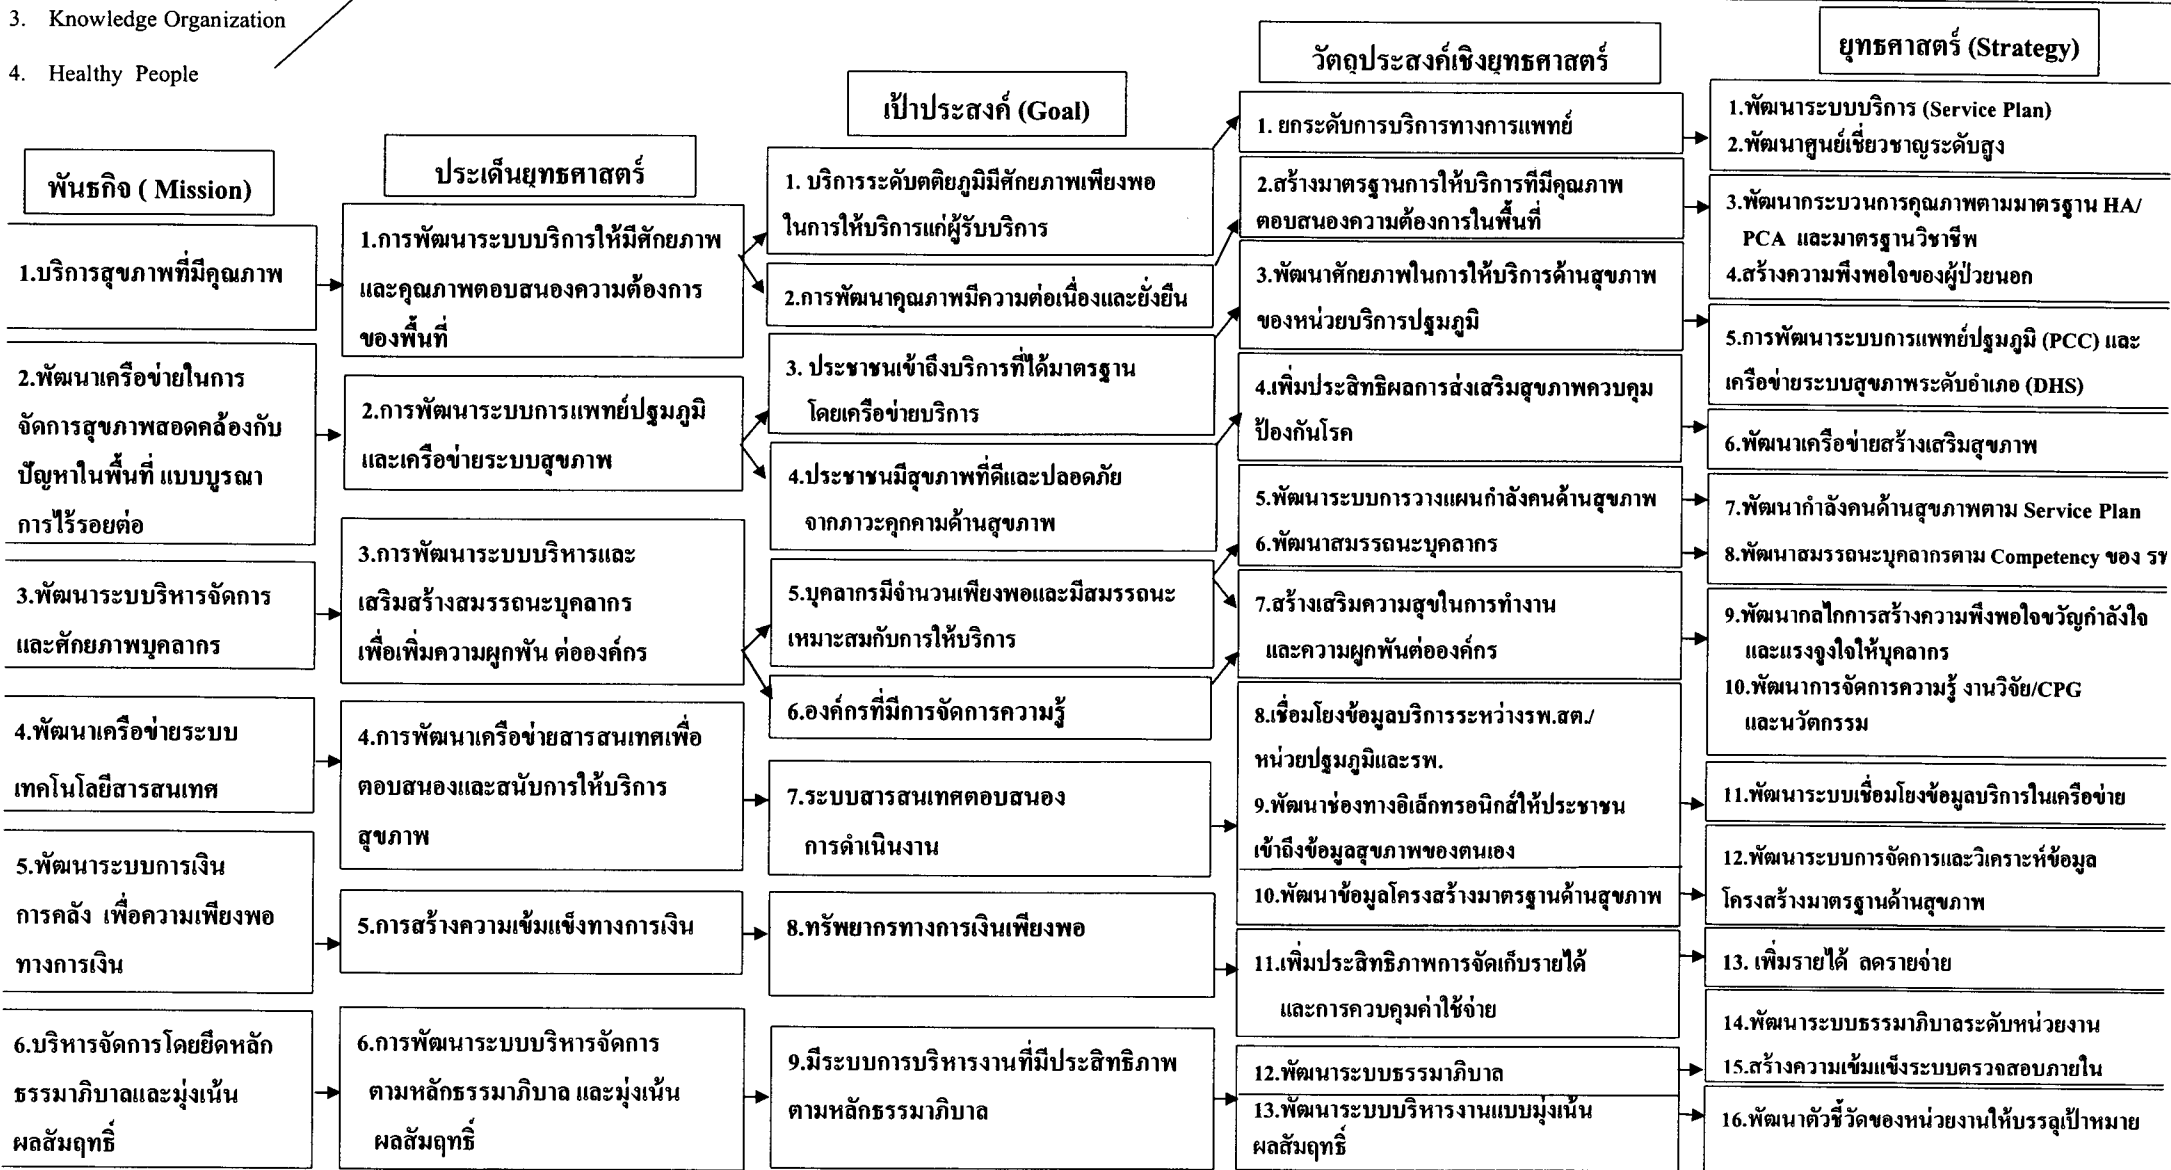 3. Knowledge Organization
4. Healthy People
พันธกิจ ( Mission)
1.บริการสุขภาพที่มีคุณภาพ
2.พัฒนาเครือข่ายในการ
จัดการสุขภาพสอดคล้องกับ
ปัญหาในพื้นที่ แบบบูรณา
การไร้รอยต่อ
3.พัฒนาระบบบริหารจัดการ
และศักยภาพบุคลากร
4.พัฒนาเครือข่ายระบบ
เทคโนโลยีสารสนเทศ
5.พัฒนาระบบการเงิน
การคลัง เพื่อความเพียงพอ
ทางการเงิน
6.บริหารจัดการโดยยึดหลัก
ธรรมาภิบาลและมุ่งเน้น
ผลสัมฤทธิ์
ประเด็นยุทธศาสตร์
1.การพัฒนาระบบบริการให้มีศักยภาพ
และคุณภาพตอบสนองความต้องการ
ของพื้นที่
2.การพัฒนาระบบการแพทย์ปฐมภูมิ
และเครือข่ายระบบสุขภาพ
3.การพัฒนาระบบบริหารและ
เสริมสร้างสมรรถนะบุคลากร
เพื่อเพิ่มความผูกพัน ต่อองค์กร
4.การพัฒนาเครือข่ายสารสนเทศเพื่อ
ตอบสนองและสนับการให้บริการ
สุขภาพ
5.การสร้างความเข้มแข็งทางการเงิน
6.การพัฒนาระบบบริหารจัดการ
ตามหลักธรรมาภิบาล และมุ่งเน้น
ผลสัมฤทธิ์
เป้าประสงค์ (Goal)
1. บริการระดับตติยภูมิมีศักยภาพเพียงพอ
ในการให้บริการแก่ผู้รับบริการ
2.การพัฒนาคุณภาพมีความต่อเนื่องและยั่งยืน
3. ประชาชนเข้าถึงบริการที่ได้มาตรฐาน
โดยเครือข่ายบริการ
4.ประชาชนมีสุขภาพที่ดีและปลอดภัย
จากภาวะคุกคามด้านสุขภาพ
5.บุคลากรมีจำนวนเพียงพอและมีสมรรถนะ
เหมาะสมกับการให้บริการ
6.องค์กรที่มีการจัดการความรู้
7.ระบบสารสนเทศตอบสนอง
การดำเนินงาน
8.ทรัพยากรทางการเงินเพียงพอ
9.มีระบบการบริหารงานที่มีประสิทธิภาพ
ตามหลักธรรมาภิบาล
วัตถุประสงค์เชิงยุทธศาสตร์
1. ยกระดับการบริการทางการแพทย์
2.สร้างมาตรฐานการให้บริการที่มีคุณภาพ
ตอบสนองความต้องการในพื้นที่
3.พัฒนาศักยภาพในการให้บริการด้านสุขภาพ
ของหน่วยบริการปฐมภูมิ
4.เพิ่มประสิทธิผลการส่งเสริมสุขภาพควบคุม
ป้องกันโรค
5.พัฒนาระบบการวางแผนกำลังคนด้านสุขภาพ
6.พัฒนาสมรรถนะบุคลากร
7.สร้างเสริมความสุขในการทำงาน
และความผูกพันต่อองค์กร
8.เชื่อมโยงข้อมูลบริการระหว่างรพ.สต./
หน่วยปฐมภูมิและรพ.
9.พัฒนาช่องทางอิเล็กทรอนิกส์ให้ประชาชน
เข้าถึงข้อมูลสุขภาพของตนเอง
10.พัฒนาข้อมูลโครงสร้างมาตรฐานด้านสุขภาพ
11.เพิ่มประสิทธิภาพการจัดเก็บรายได้
และการควบคุมค่าใช้จ่าย
12.พัฒนาระบบธรรมาภิบาล
13.พัฒนาระบบบริหารงานแบบมุ่งเน้น
ผลสัมฤทธิ์
ยุทธศาสตร์ (Strategy)
1.พัฒนาระบบบริการ (Service Plan)
2.พัฒนาศูนย์เชี่ยวชาญระดับสูง
3.พัฒนากระบวนการคุณภาพตามมาตรฐาน HA/
PCA และมาตรฐานวิชาชีพ
4.สร้างความพึงพอใจของผู้ป่วยนอก
5.การพัฒนาระบบการแพทย์ปฐมภูมิ (PCC) และ
เครือข่ายระบบสุขภาพระดับอำเภอ (DHS)
6.พัฒนาเครือข่ายสร้างเสริมสุขภาพ
7.พัฒนากำลังคนด้านสุขภาพตาม Service Plan
8.พัฒนาสมรรถนะบุคลากรตาม Competency ของ
9.พัฒนากลไกการสร้างความพึงพอใจขวัญกำลังใจ
และแรงจูงใจให้บุคลากร
10.พัฒนาการจัดการความรู้ งานวิจัย/CPG
และนวัตกรรม
11.พัฒนาระบบเชื่อมโยงข้อมูลบริการในเครือข่าย
12.พัฒนาระบบการจัดการและวิเคราะห์ข้อมูล
โครงสร้างมาตรฐานด้านสุขภาพ
13. เพิ่มรายได้ ลดรายจ่าย
14.พัฒนาระบบธรรมาภิบาลระดับหน่วยงาน
15.สร้างความเข้มแข็งระบบตรวจสอบภายใน
16.พัฒนาตัวชี้วัดของหน่วยงานให้บรรลุเป้าหมาย